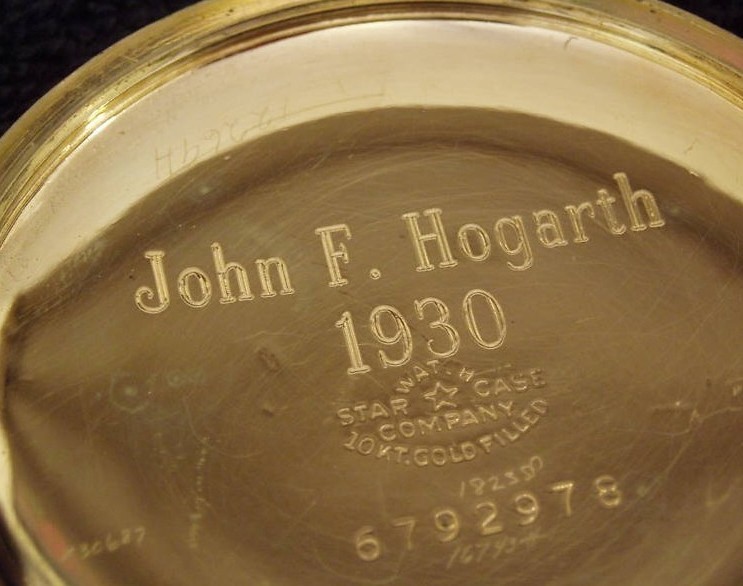 John F. Hogarth
1930
WATCH
STAR ☆ CASE
COMPANY
10KT. GOLD FILLED
6792978